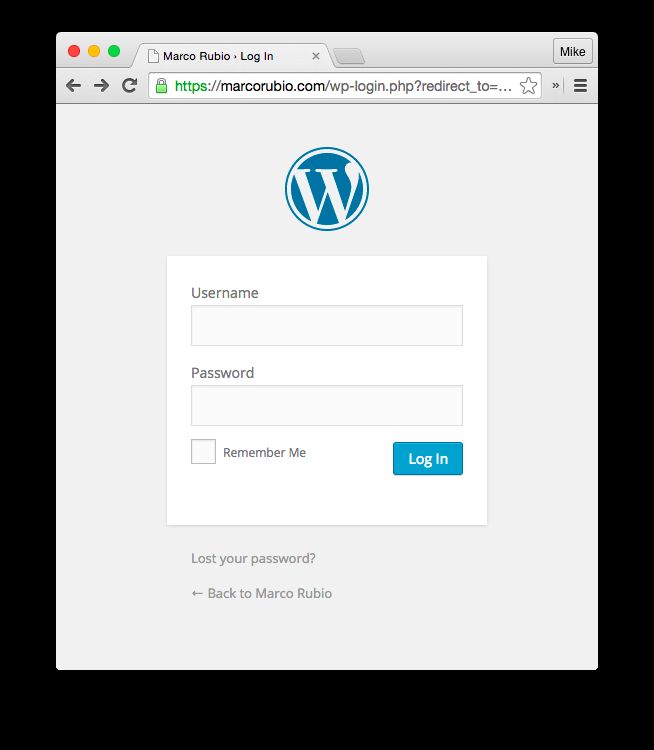 Marco Rubio › Log In
Mike
https://marcorubio.com/wp-login.php?redirect_to=...
Username
Password
Remember Me
Log In
Lost your password?
← Back to Marco Rubio